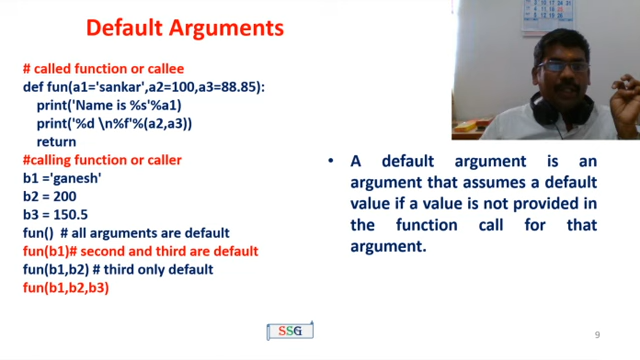 Default Arguments
# called function or callee
def fun(a1='sankar',a2=100,a3=88.85):
print('Name is %s'%a1)
print('%d \n%f'%(a2,a3))
return
#calling function or caller
b1 ='ganesh'
b2 = 200
b3 = 150.5
fun()  # all arguments are default
fun(b1)# second and third are default
fun(b1,b2) # third only default
fun(b1,b2,b3)
• A default argument is an
argument that assumes a default
value if a value is not provided in
the function call for that
argument.
SSG
9